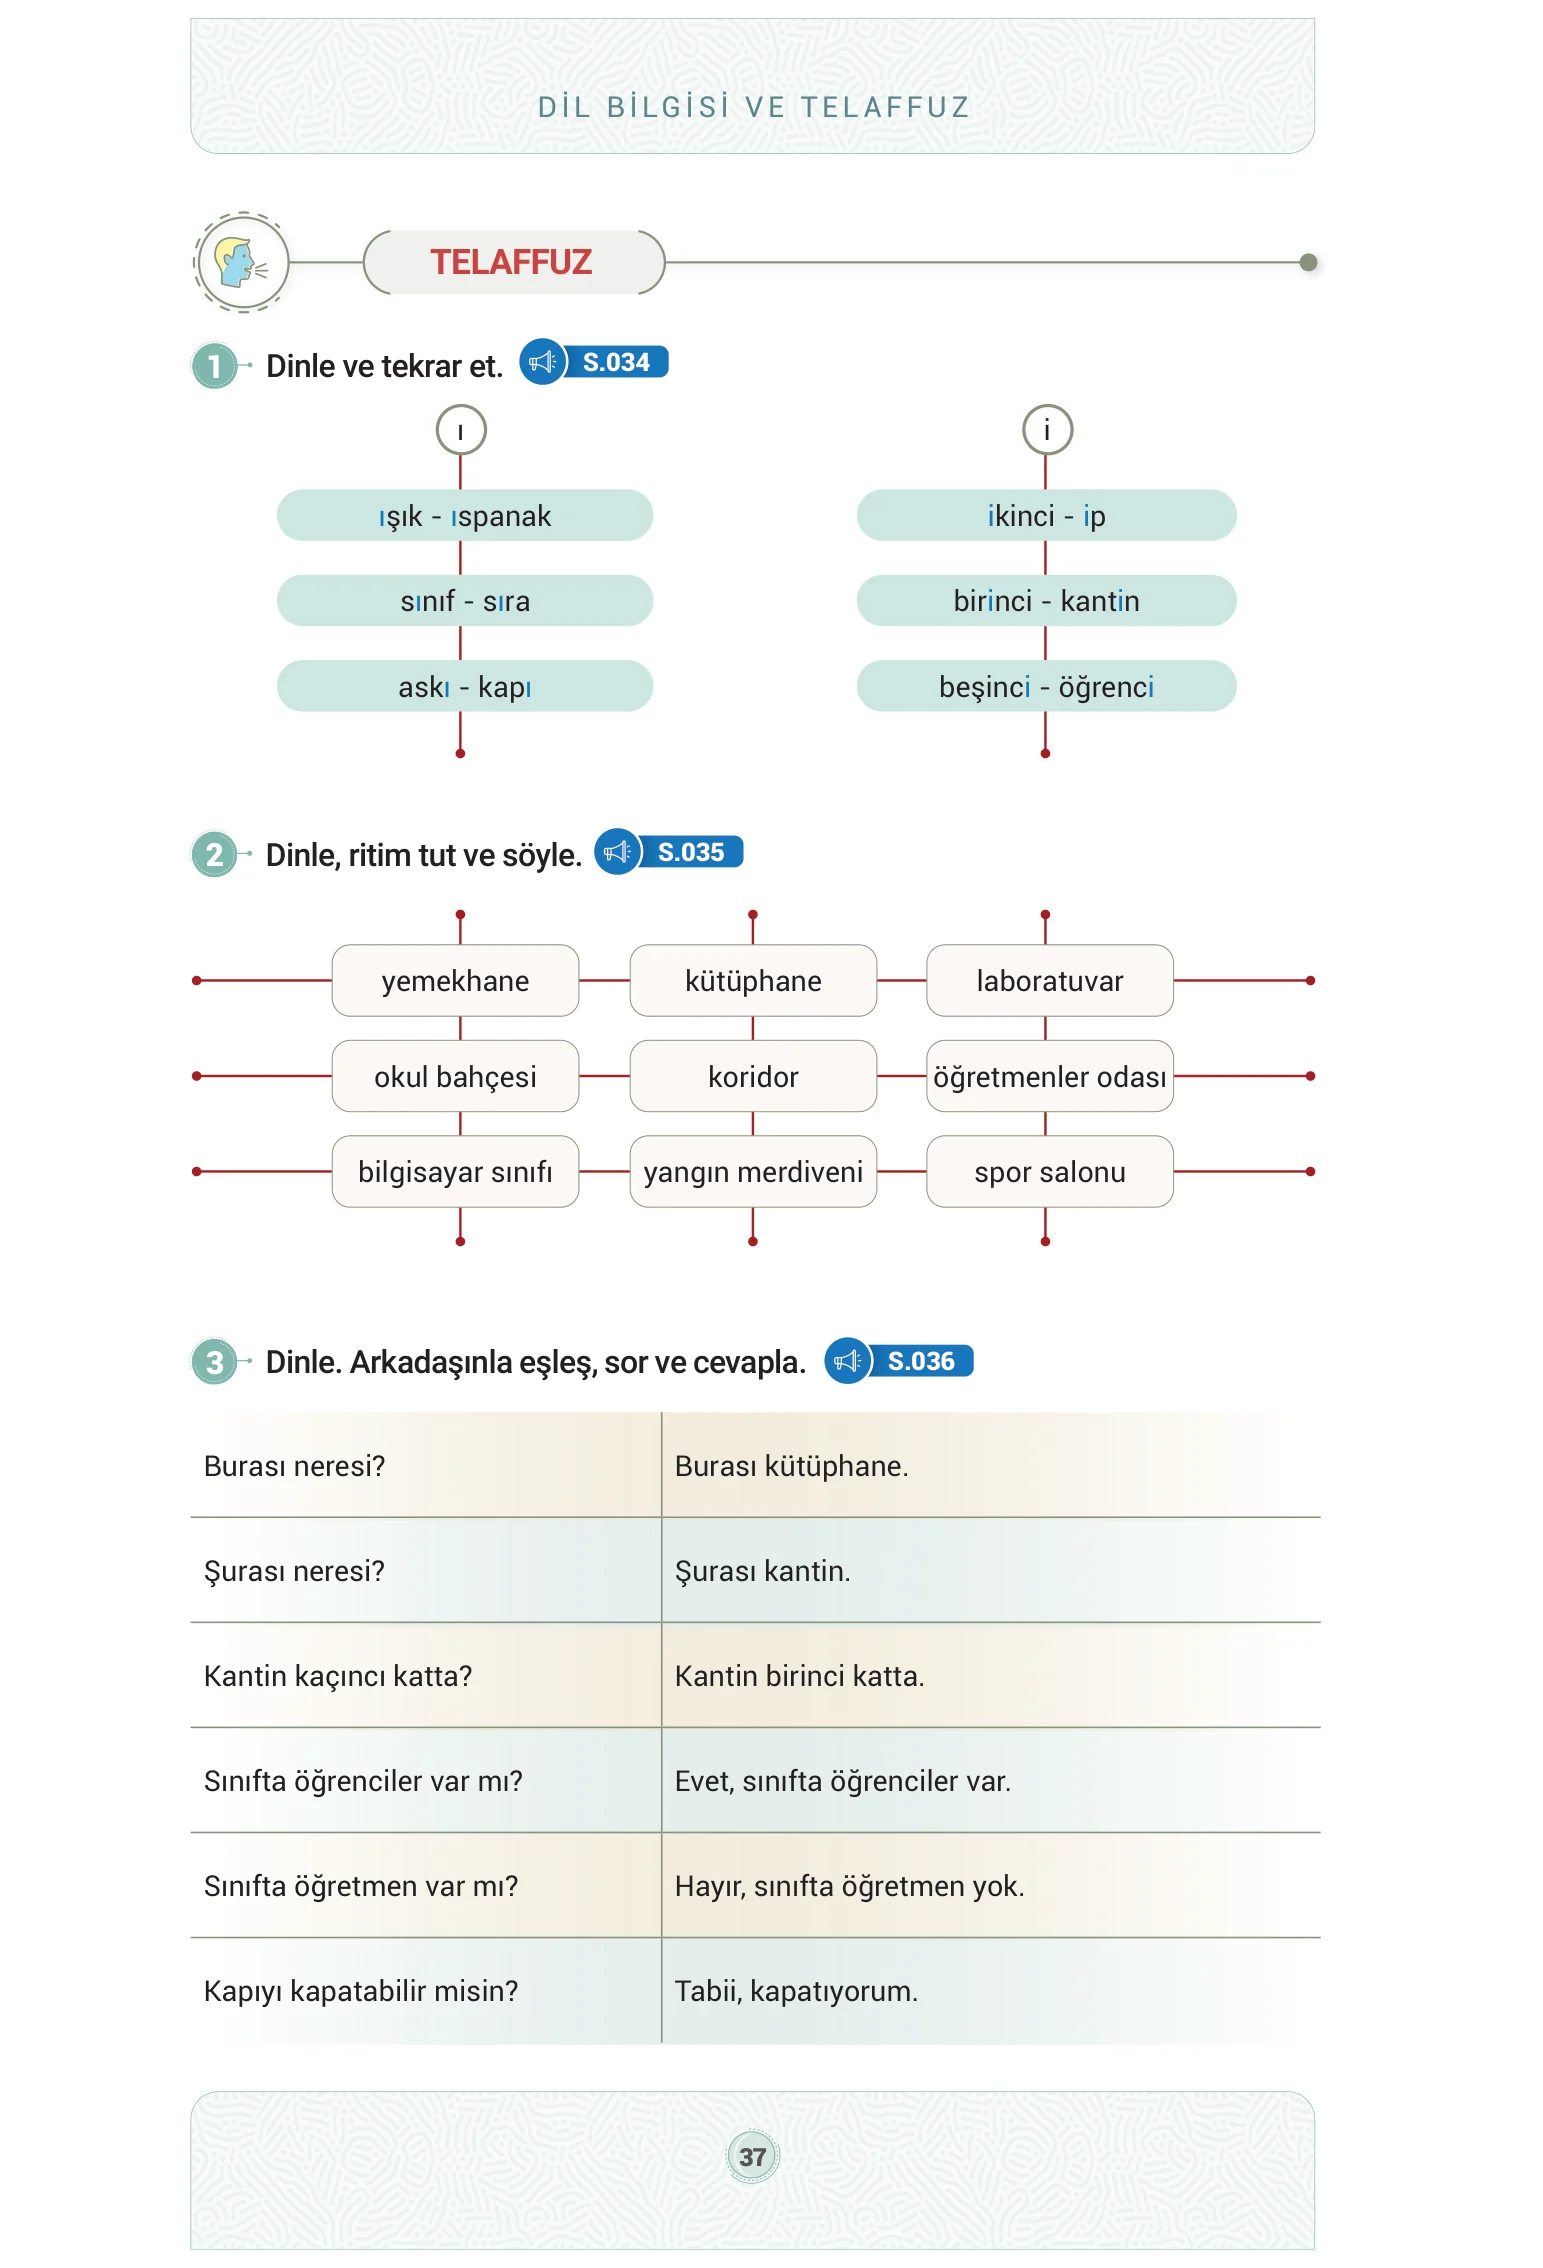 DİL BİLGİSİ VE TELAFFUZ
TELAFFUZ
1 Dinle ve tekrar et. S.034
ı
i
ışık - ıspanak
ikinci - ip
sınıf - sıra
birinci - kantin
askı - kapı
beşinci - öğrenci
2 Dinle, ritim tut ve söyle. S.035
yemekhane kütüphane laboratuvar
okul bahçesi koridor öğretmenler odası
bilgisayar sınıfı yangın merdiveni spor salonu
3 Dinle. Arkadaşınla eşleş, sor ve cevapla. S.036
Burası neresi? Burası kütüphane.
Şurası neresi? Şurası kantin.
Kantin kaçıncı katta? Kantin birinci katta.
Sınıfta öğrenciler var mı? Evet, sınıfta öğrenciler var.
Sınıfta öğretmen var mı? Hayır, sınıfta öğretmen yok.
Kapıyı kapatabilir misin? Tabii, kapatıyorum.
37